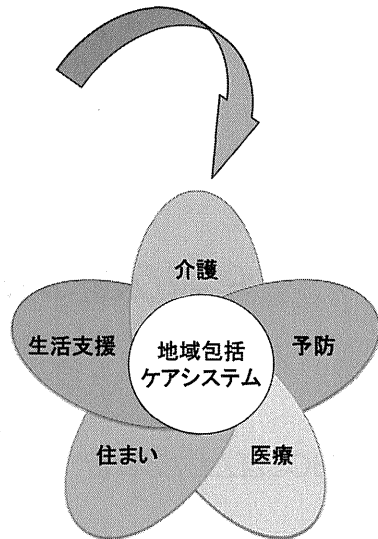 介護
生活支援
地域包括
ケアシステム
予防
住まい
医療